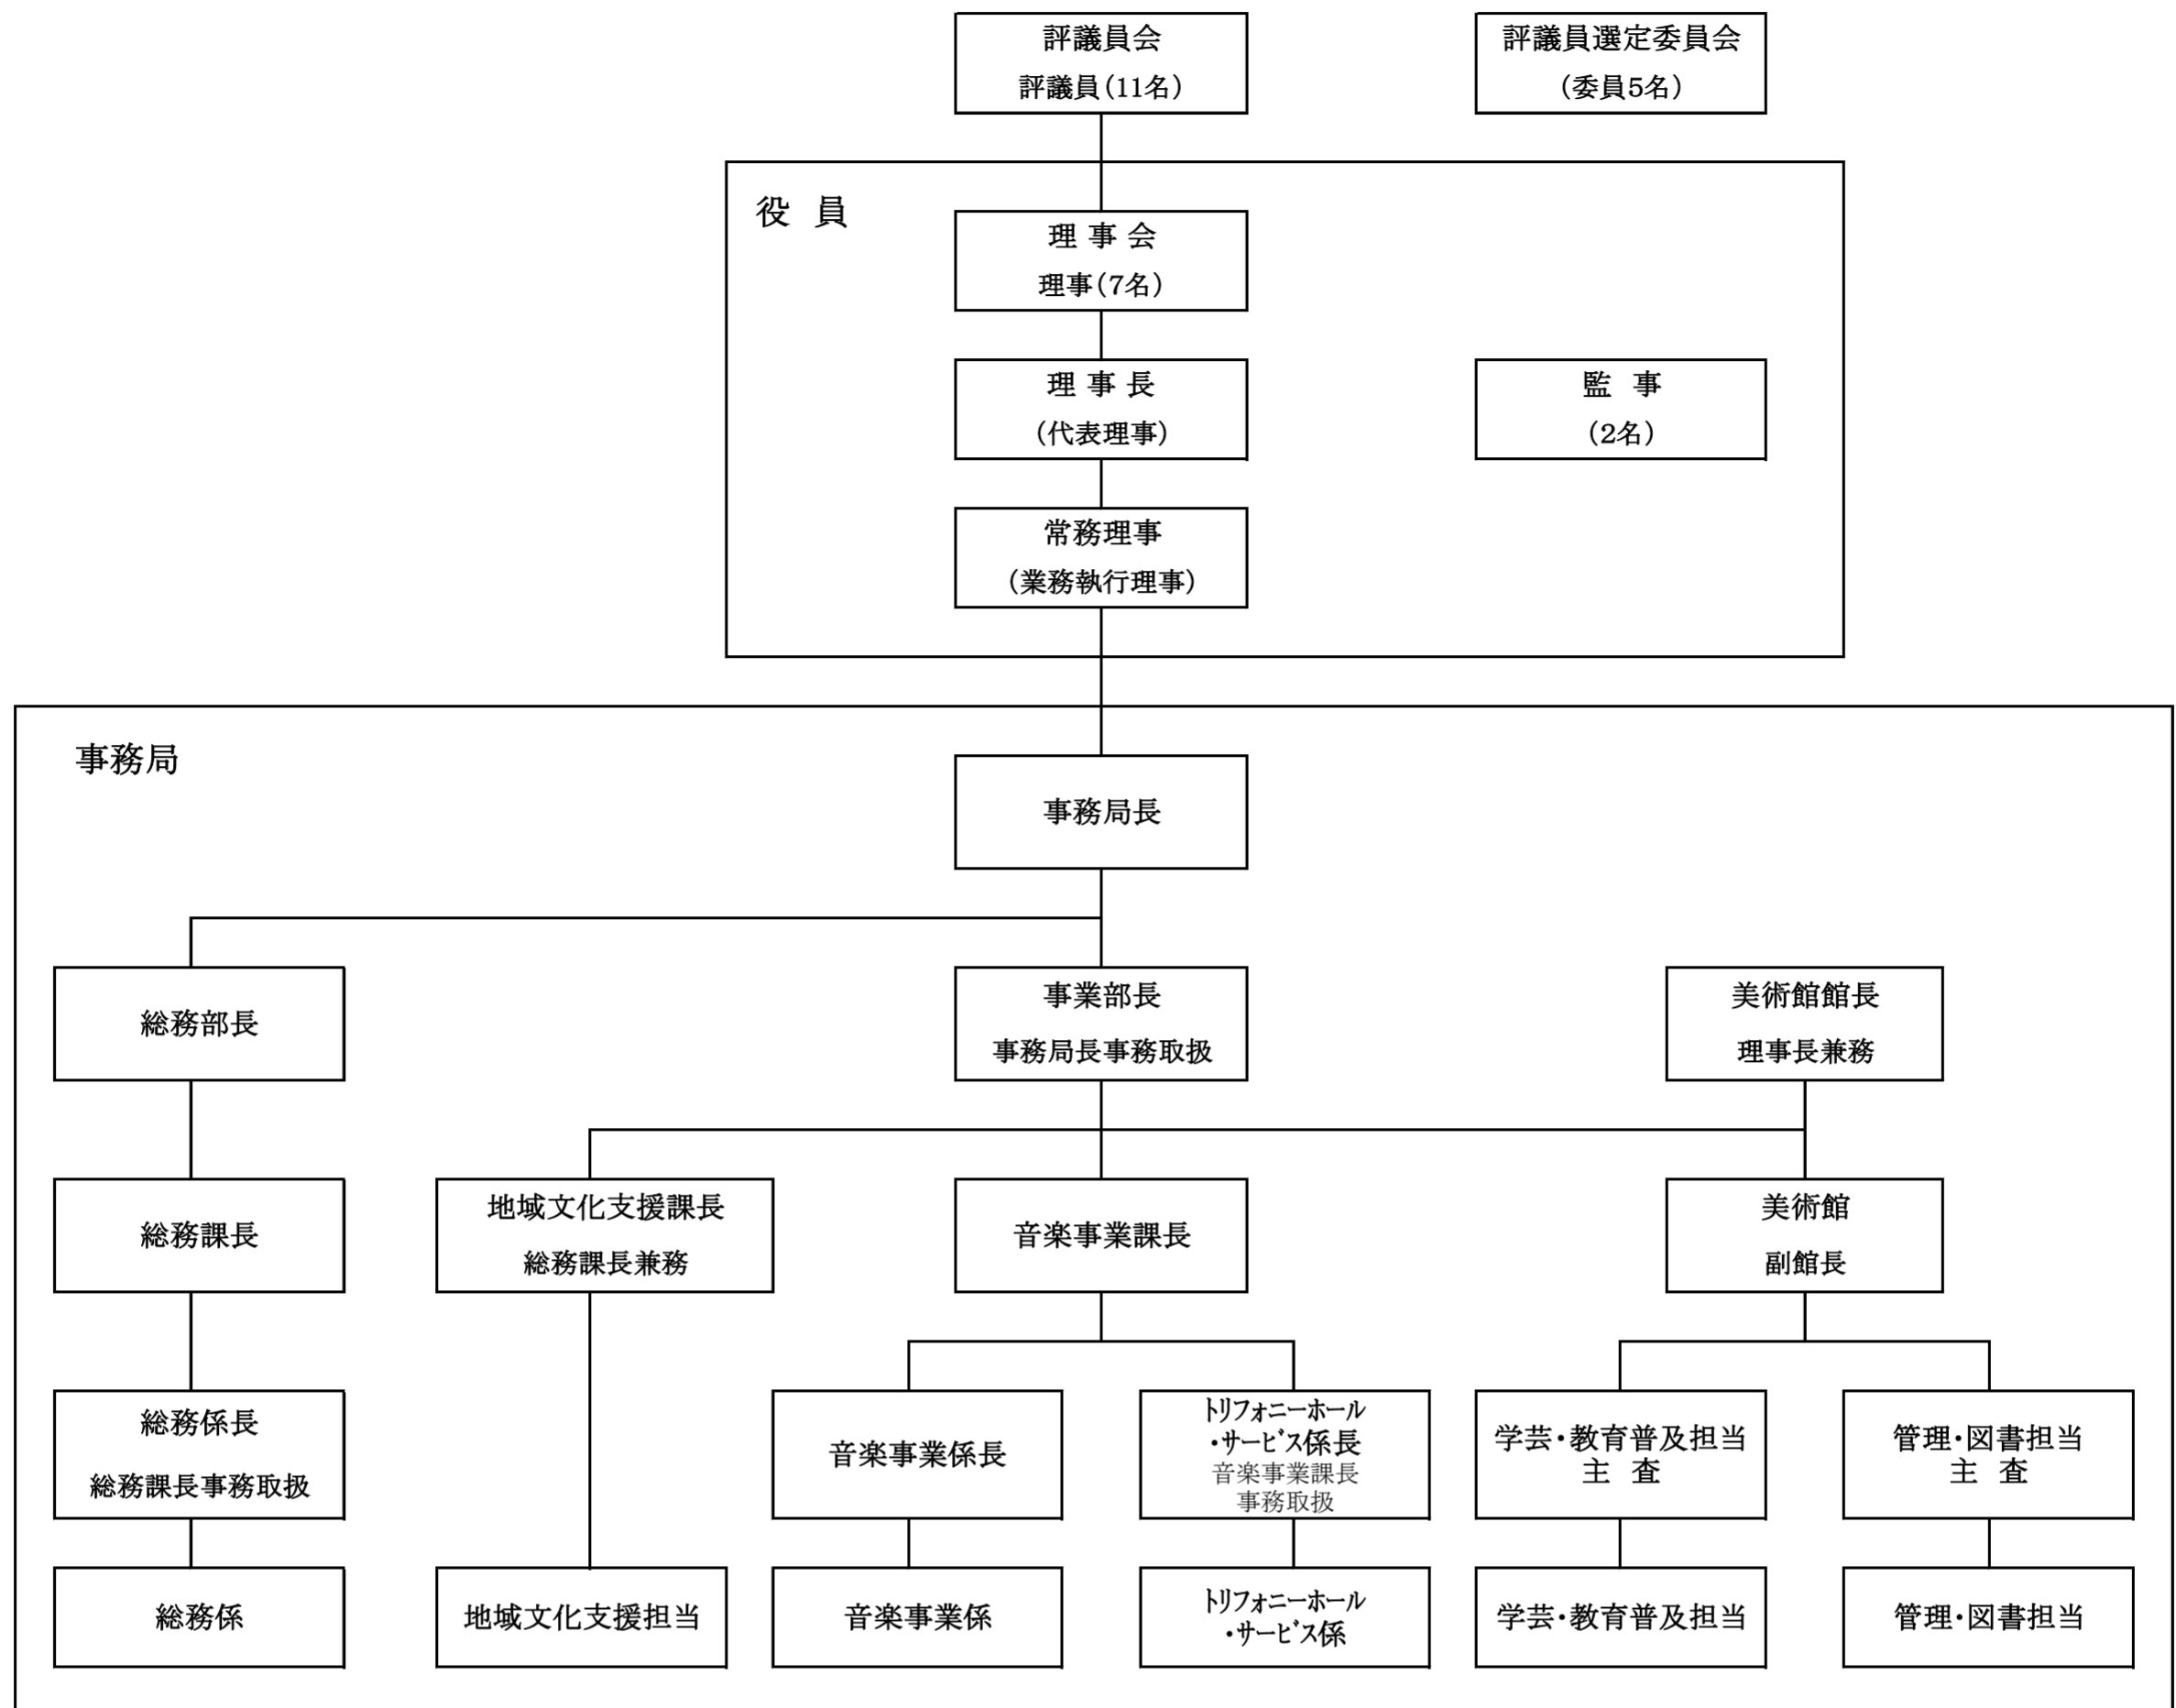 評議員会
評議員(11名)
評議員選定委員会
(委員5名)
役 員
理 事 会
理事(7名)
理 事 長
(代表理事)
監 事
(2名)
常務理事
(業務執行理事)
事務局
事務局長
総務部長
事業部長
事務局長事務取扱
美術館館長
理事長兼務
総務課長
地域文化支援課長
総務課長兼務
音楽事業課長
美術館
副館長
総務係長
総務課長事務取扱
音楽事業係長
ﾄﾘﾌｫﾆｰﾎｰﾙ
・ｻｰﾋﾞｽ係長
音楽事業課長
事務取扱
学芸・教育普及担当
主 査
管理・図書担当
主 査
総務係
地域文化支援担当
音楽事業係
ﾄﾘﾌｫﾆｰﾎｰﾙ
・ｻｰﾋﾞｽ係
学芸・教育普及担当
管理・図書担当